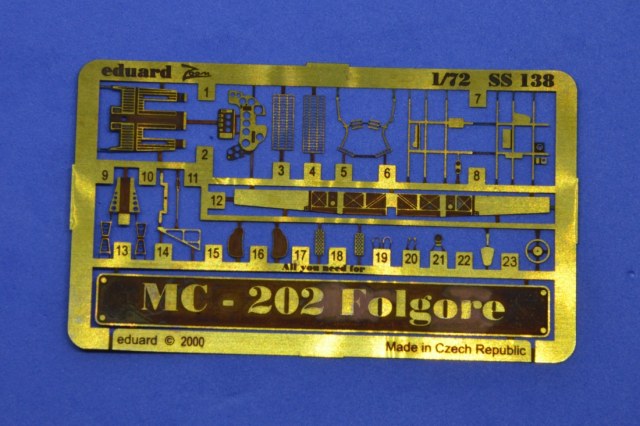 eduard Zoom 1/72 SS 138
1 7
2 3 4 5 6 8
9 10 11
12
13 14 15 16 17 18 19 20 21 22 23
All you need for
MC - 202 Folgore
eduard © 2000 Made in Czech Republic